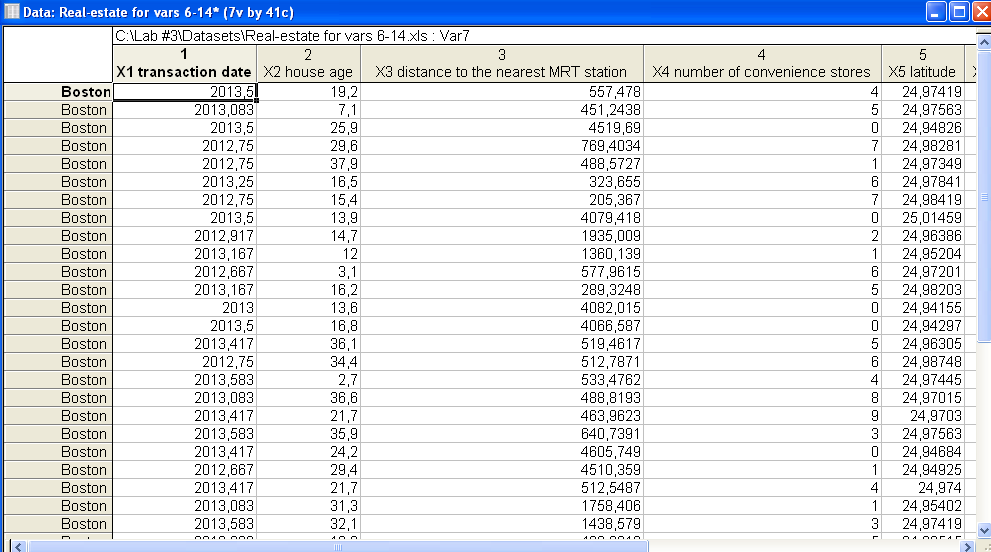 Data: Real-estate for vars 6-14* (7v by 41c)
C:\Lab #3\Datasets\Real-estate for vars 6-14.xls : Var7
1 2 3 4 5
X1 transaction date X2 house age X3 distance to the nearest MRT station X4 number of convenience stores X5 latitude
Boston 2013,5 19,2 557,478 4 24,97419
Boston 2013,083 7,1 451,2438 5 24,97563
Boston 2013,5 25,9 4519,69 0 24,94826
Boston 2012,75 29,6 769,4034 7 24,98281
Boston 2012,75 37,9 488,5727 1 24,97349
Boston 2013,25 16,5 323,655 6 24,97841
Boston 2012,75 15,4 205,367 7 24,98419
Boston 2013,5 13,9 4079,418 0 25,01459
Boston 2012,917 14,7 1935,009 2 24,96386
Boston 2013,167 12 1360,139 1 24,95204
Boston 2012,667 3,1 577,9615 6 24,97201
Boston 2013,167 16,2 289,3248 5 24,98203
Boston 2013 13,6 4082,015 0 24,94155
Boston 2013,5 16,8 4066,587 0 24,94297
Boston 2013,417 36,1 519,4617 5 24,96305
Boston 2012,75 34,4 512,7871 6 24,98748
Boston 2013,583 2,7 533,4762 4 24,97445
Boston 2013,083 36,6 488,8193 8 24,97015
Boston 2013,417 21,7 463,9623 9 24,9703
Boston 2013,583 35,9 640,7391 3 24,97563
Boston 2013,417 24,2 4605,749 0 24,94684
Boston 2012,667 29,4 4510,359 1 24,94925
Boston 2013,417 21,7 512,5487 4 24,974
Boston 2013,083 31,3 1758,406 1 24,95402
Boston 2013,583 32,1 1438,579 3 24,97419